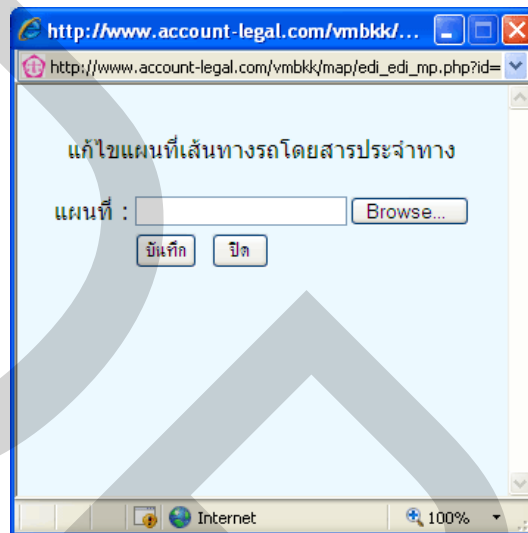 http://www.account-legal.com/vmbkk/...
http://www.account-legal.com/vmbkk/map/edi_edi_mp.php?id=
แก้ไขแผนที่เส้นทางรถโดยสารประจำทาง
แผนที่ : Browse...
บันทึก ปิด
Internet 100%